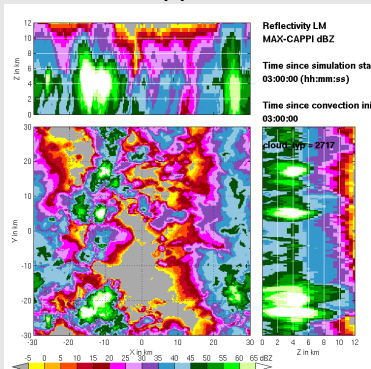 Reflectivity LM
MAX-CAPPI dBZ
Time since simulation sta
03:00:00 (hh:mm:ss)
Time since convection ini
03:00:00
cloud_typ = 2717
12
10
8
6
4
2
0
Z in km
30
20
10
0
-10
-20
-30
Y in km
-30 -20 -10 0 10 20 30
X in km
0 2 4 6 8 10 12
Z in km
-5 0 5 10 15 20 25 30 35 40 45 50 55 60 65 dBZ